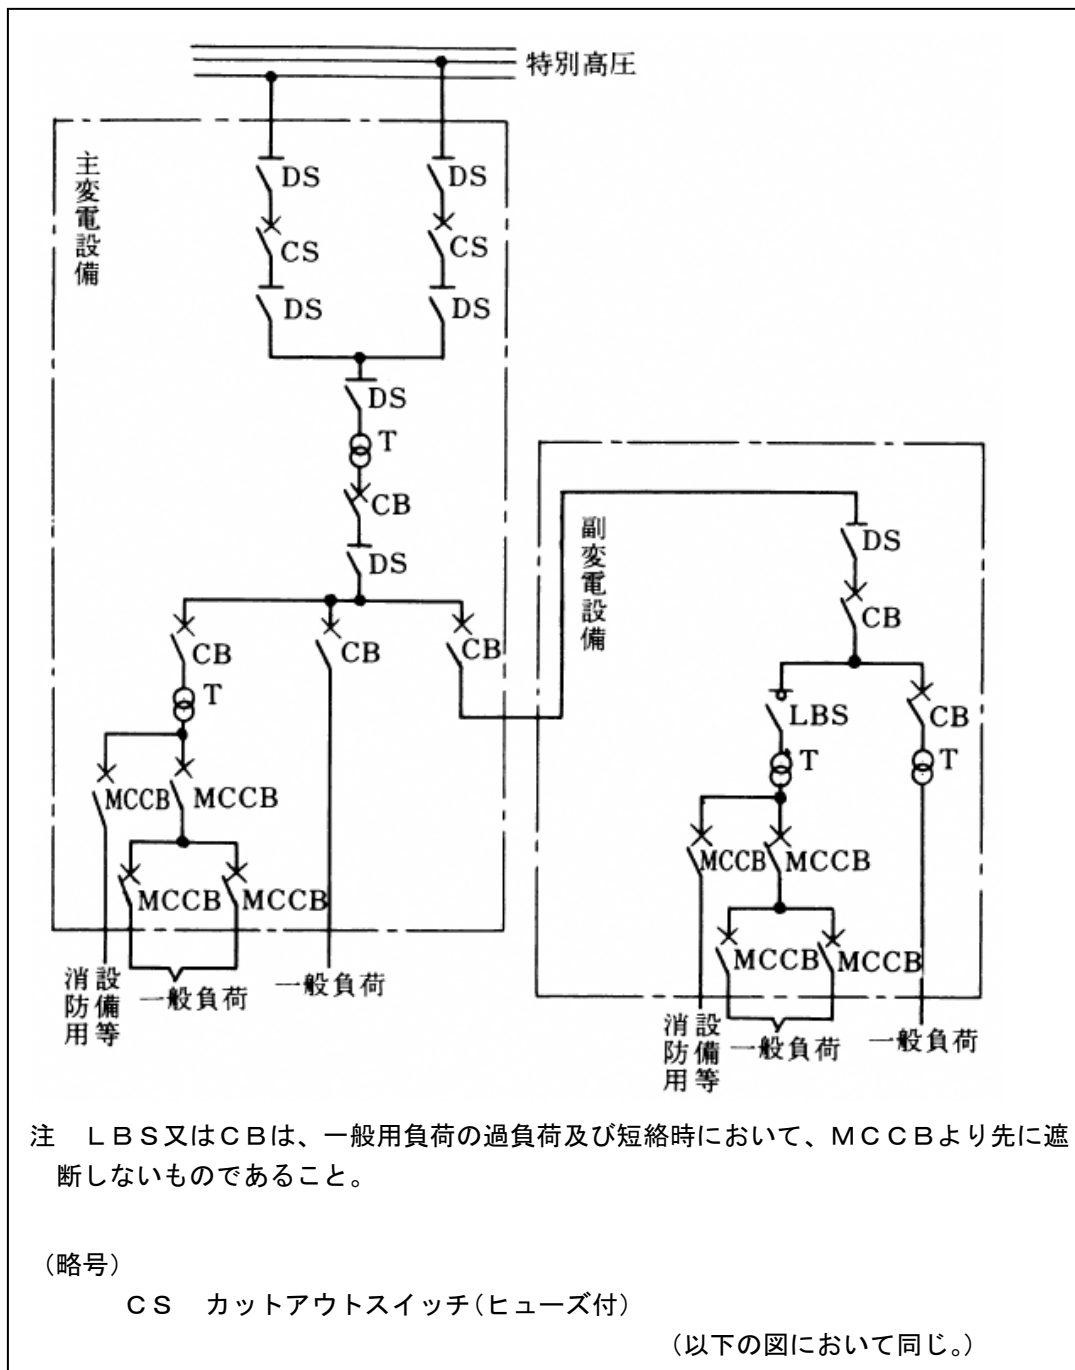 特別高圧
主変電設備
DS
DS
CS
CS
DS
DS
DS
T
CB
DS
CB
CB
CB
T
MCCB
MCCB
MCCB
MCCB
消防用
設備等
一般負荷
一般負荷
副変電設備
DS
CB
LBS
CB
T
T
MCCB
MCCB
MCCB
MCCB
消防用
設備等
一般負荷
一般負荷
注　ＬＢＳ又はＣＢは、一般用負荷の過負荷及び短絡時において、ＭＣＣＢより先に遮
断しないものであること。
（略号）
ＣＳ　カットアウトスイッチ（ヒューズ付）
（以下の図において同じ。）